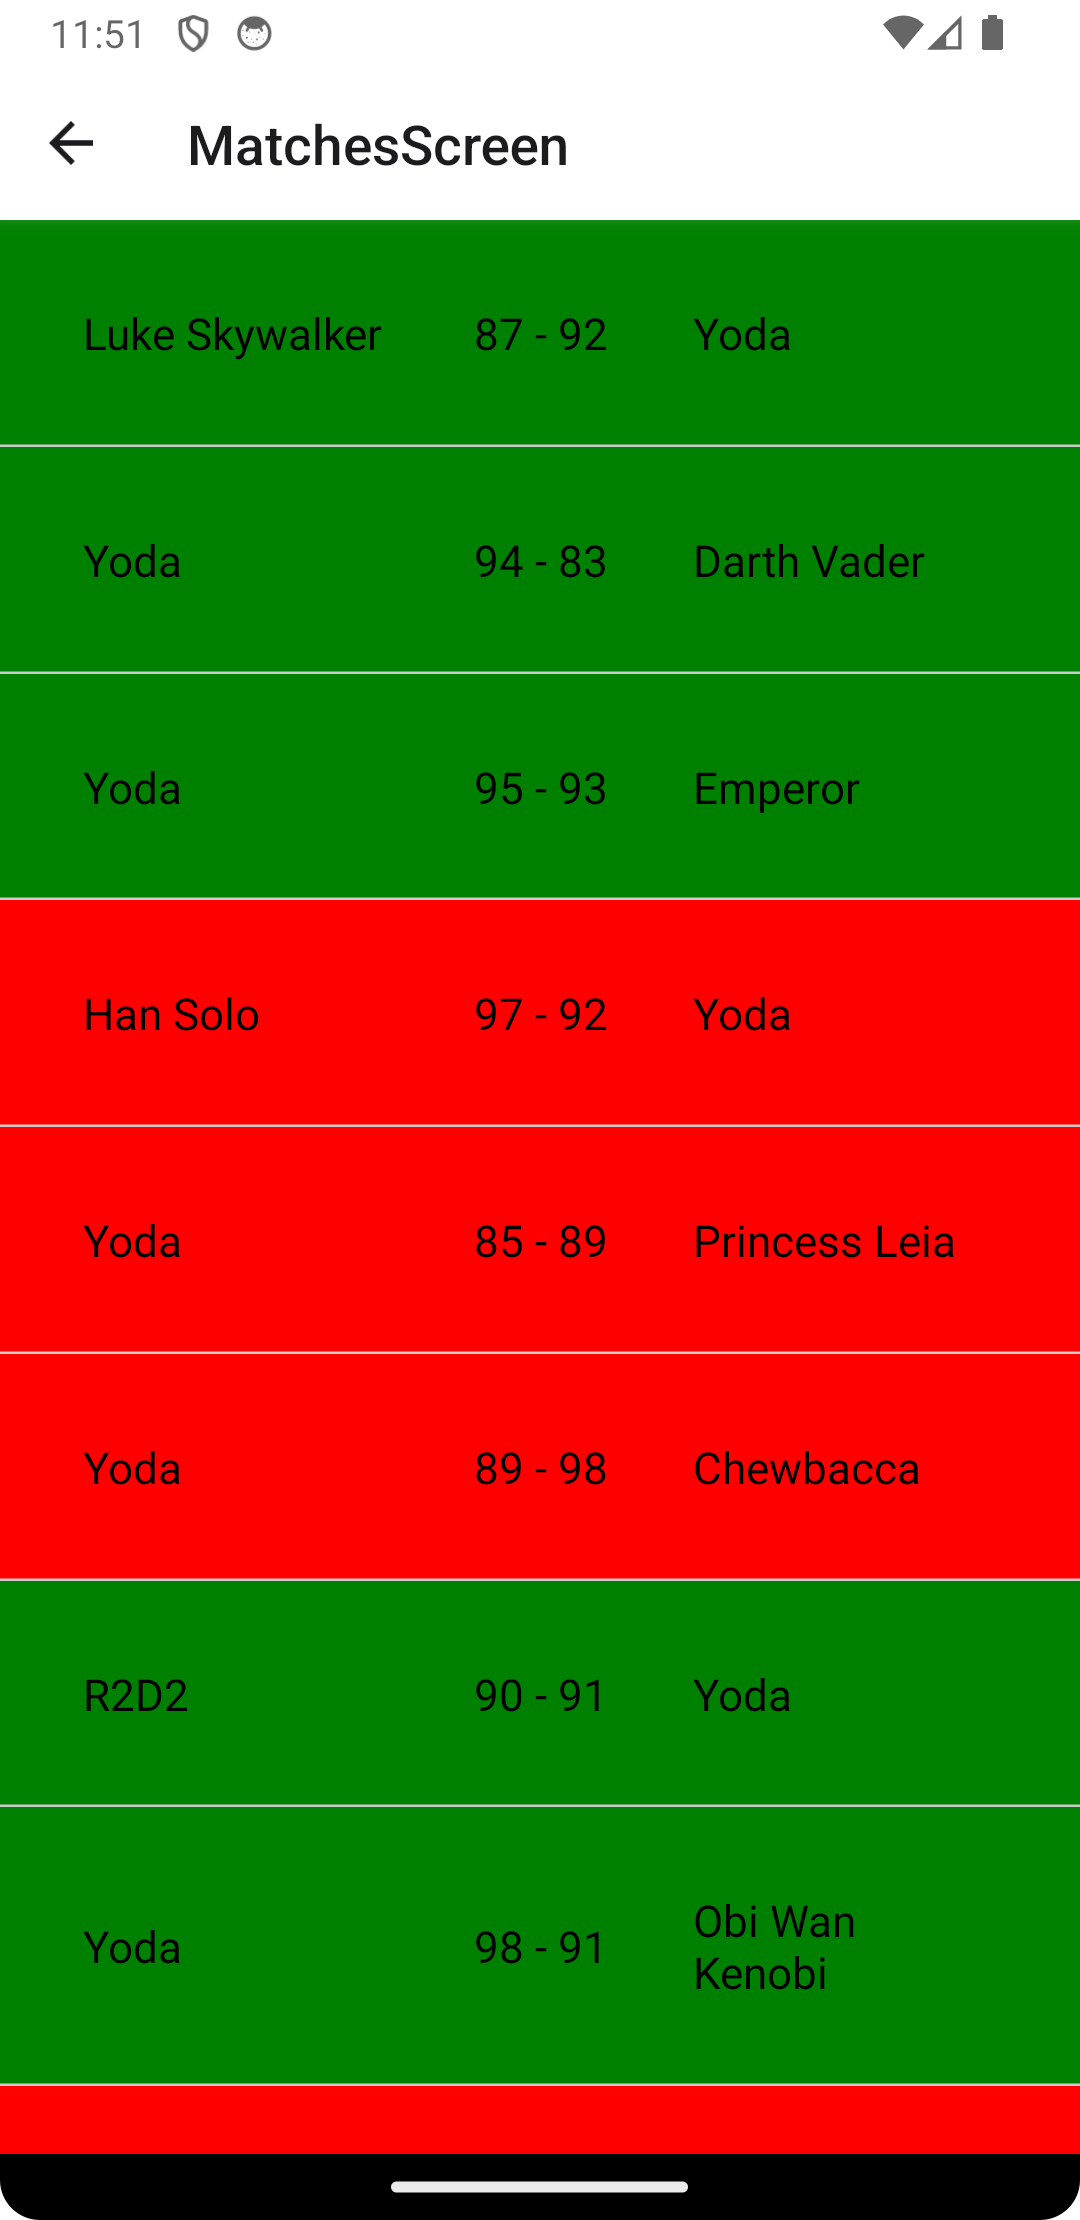 11:51
MatchesScreen
Luke Skywalker 87 - 92 Yoda
Yoda 94 - 83 Darth Vader
Yoda 95 - 93 Emperor
Han Solo 97 - 92 Yoda
Yoda 85 - 89 Princess Leia
Yoda 89 - 98 Chewbacca
R2D2 90 - 91 Yoda
Yoda 98 - 91 Obi Wan
Kenobi